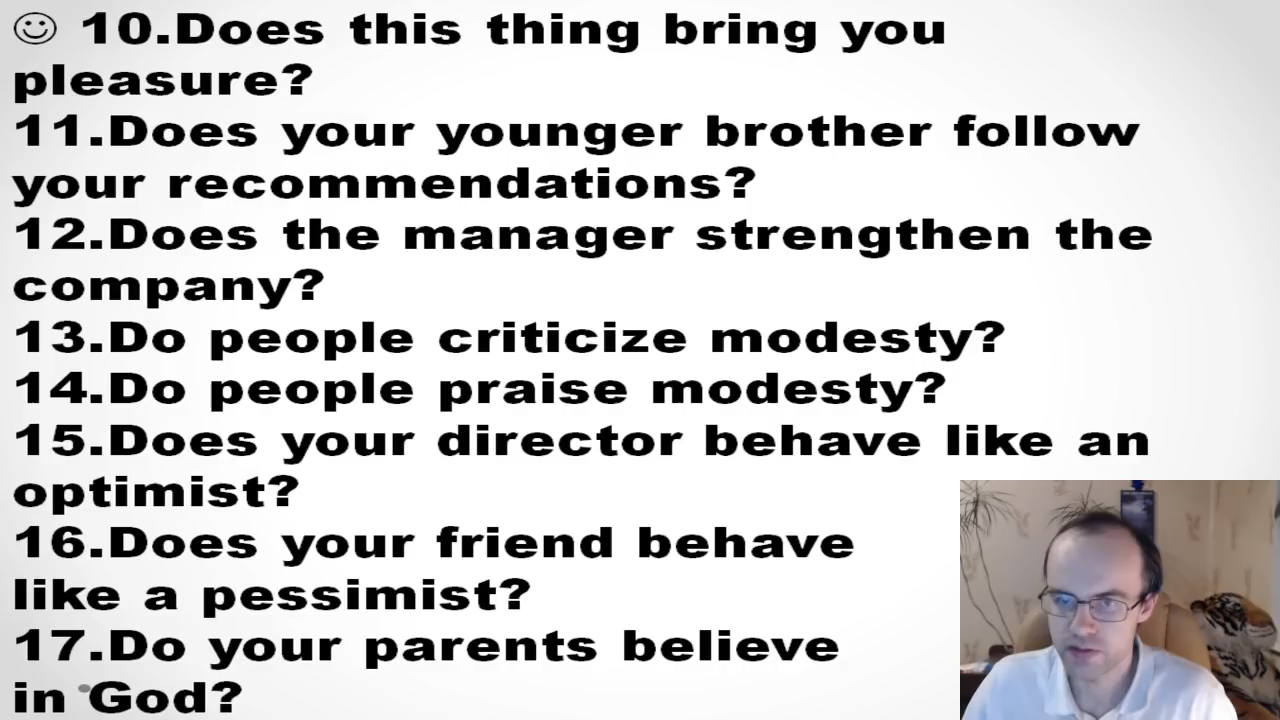 ☺ 10.Does this thing bring you
pleasure?
11.Does your younger brother follow
your recommendations?
12.Does the manager strengthen the
company?
13.Do people criticize modesty?
14.Do people praise modesty?
15.Does your director behave like an
optimist?
16.Does your friend behave
like a pessimist?
17.Do your parents believe
in God?